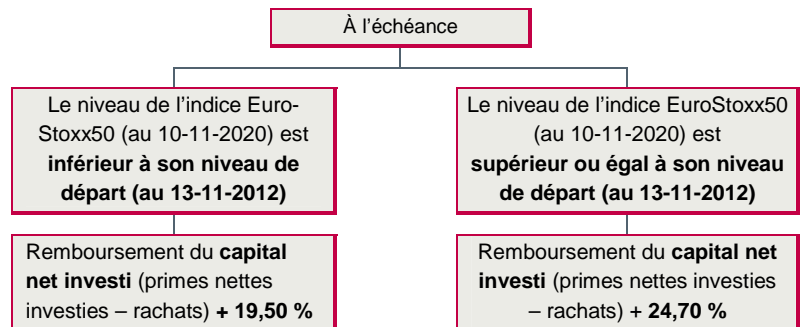 À l'échéance
Le niveau de l'indice Euro-
Stoxx50 (au 10-11-2020) est
inférieur à son niveau de
départ (au 13-11-2012)
Le niveau de l'indice EuroStoxx50
(au 10-11-2020) est
supérieur ou égal à son niveau
de départ (au 13-11-2012)
Remboursement du capital
net investi (primes nettes
investies – rachats) + 19,50 %
Remboursement du capital net
investi (primes nettes investies
– rachats) + 24,70 %